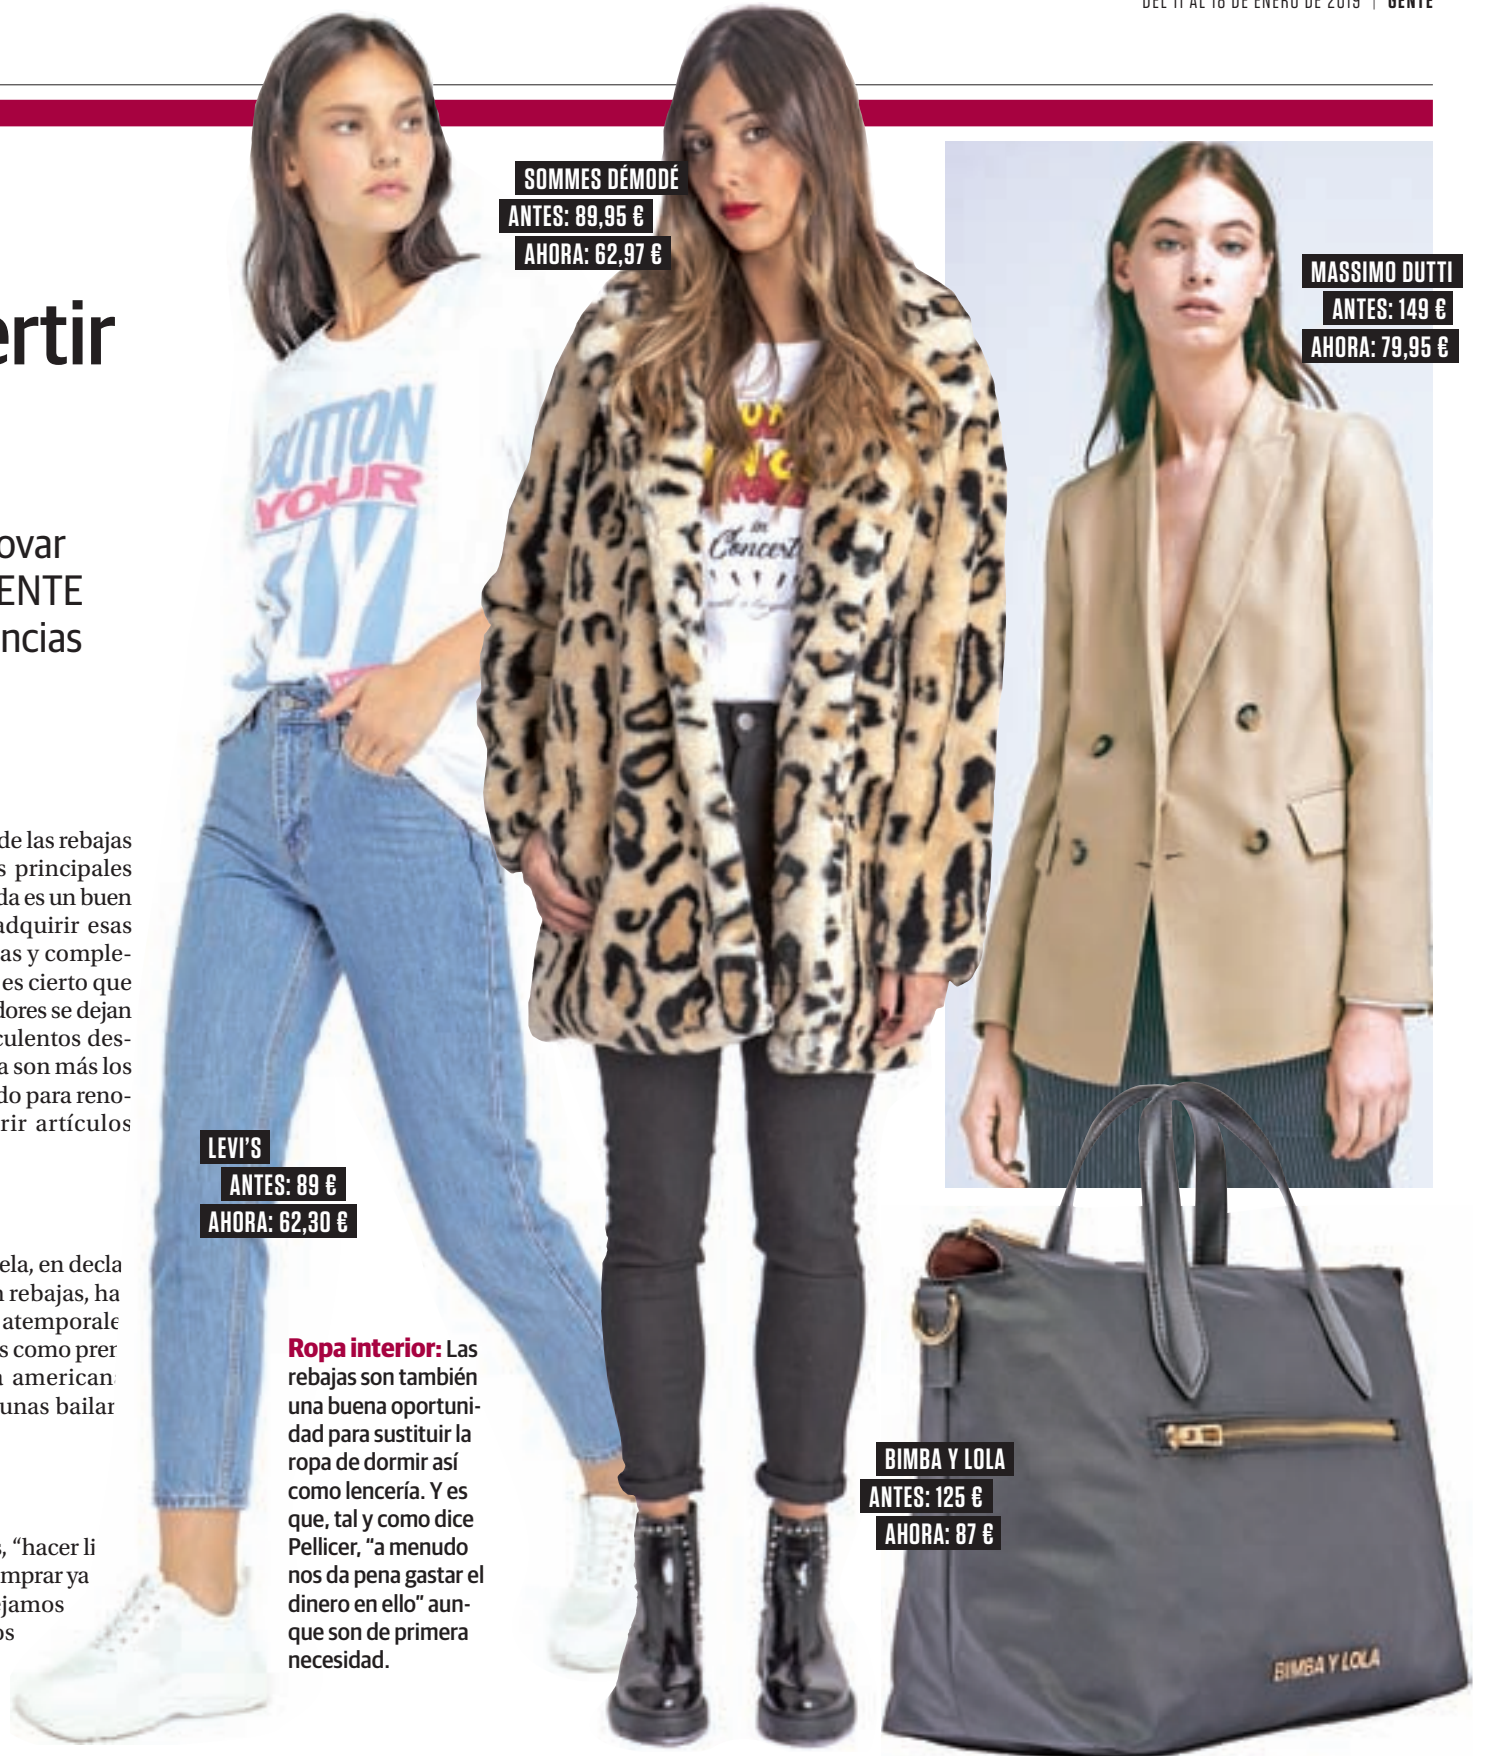 DEL 11 AL 18 DE ENERO DE 2019 | GENTE
ertir
ovar
ENTE
ncias
de las rebajas
s principales
da es un buen
adquirir esas
as y comple-
es cierto que
dores se dejan
culentos des-
a son más los
do para reno-
rir artículos
ela, en decla
n rebajas, ha
atemporale
s como pren
a american
unas bailar
s, “hacer li
mprar ya
ejamos
os
SOMMES DÉMODÉ
ANTES: 89,95 €
AHORA: 62,97 €
MASSIMO DUTTI
ANTES: 149 €
AHORA: 79,95 €
BUTTON
YOUR
FLY
in
Concert
LEVI’S
ANTES: 89 €
AHORA: 62,30 €
Ropa interior: Las
rebajas son también
una buena oportuni-
dad para sustituir la
ropa de dormir así
como lencería. Y es
que, tal y como dice
Pellicer, “a menudo
nos da pena gastar el
dinero en ello” aun-
que son de primera
necesidad.
BIMBA Y LOLA
ANTES: 125 €
AHORA: 87 €
BIMBA Y LOLA